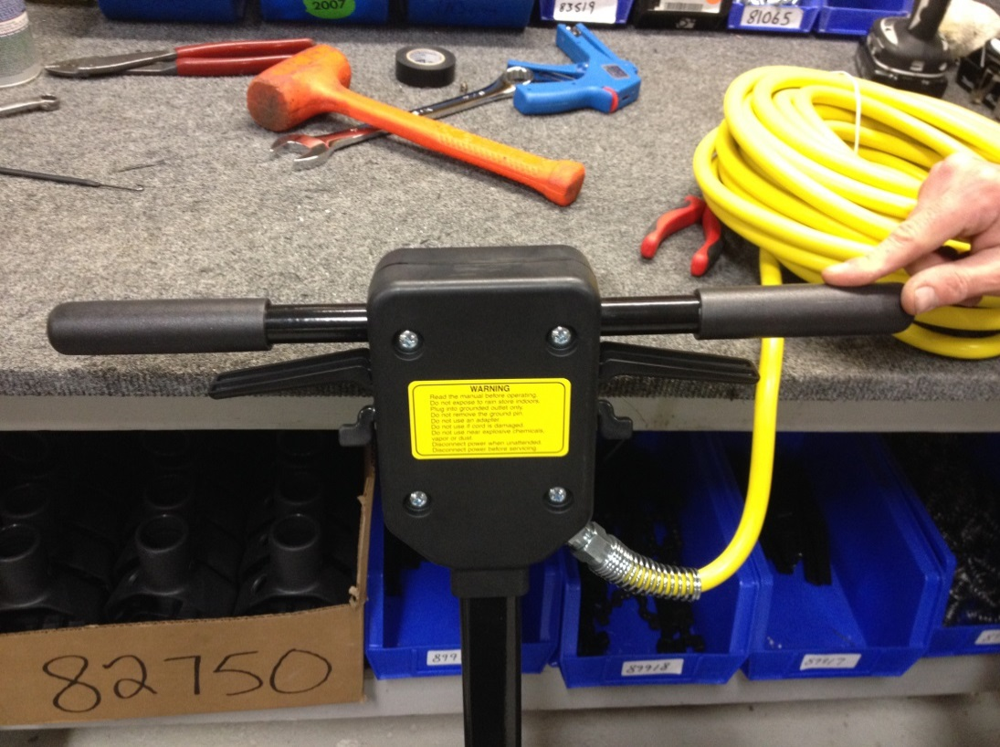 2007
83519
81065
WARNING
Read the manual before operating.
Do not expose to rain store indoors.
Plug into grounded outlet only.
Do not remove the ground pin.
Do not use an adapter.
Do not use if cord is damaged.
Do not use near explosive chemicals,
vapor or dust.
Disconnect power when unattended.
Disconnect power before servicing
82750
899
89918
89917